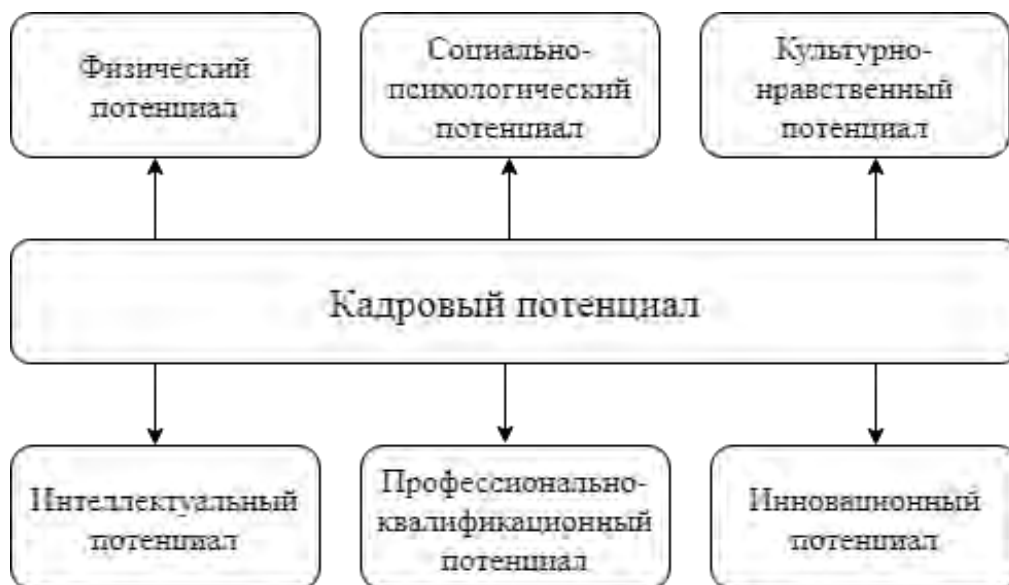 Физический
потенциал
Социально-
психологический
потенциал
Культурно-
нравственный
потенциал
Кадровый потенциал
Интеллектуальный
потенциал
Профессионально-
квалификационный
потенциал
Инновационный
потенциал